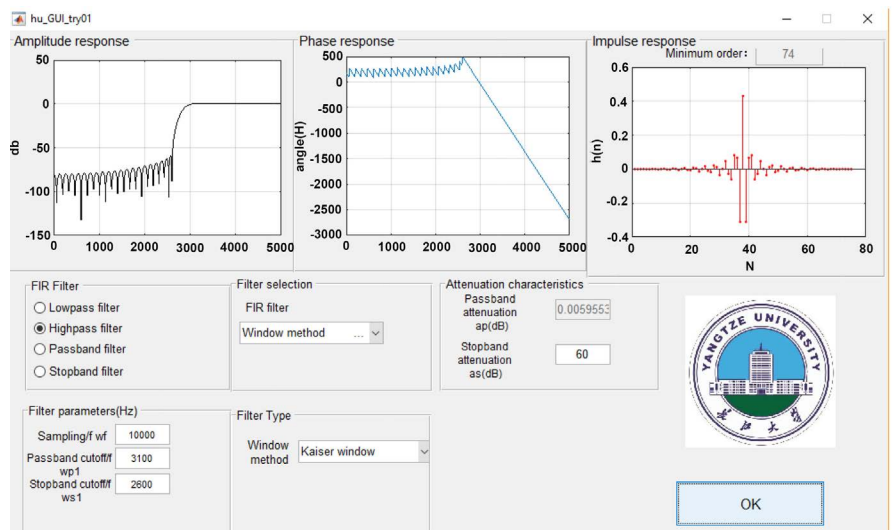 hu_GUI_try01
Amplitude response
50
0
-50
-100
-150
db
0 1000 2000 3000 4000 5000
Phase response
500
0
-500
-1000
-1500
-2000
-2500
-3000
angle(H)
0 1000 2000 3000 4000 5000
Impulse response
Minimum order: 74
0.6
0.4
0.2
0
-0.2
-0.4
h(n)
0 20 40 60 80
N
FIR Filter
Lowpass filter
Highpass filter
Passband filter
Stopband filter
Filter selection
FIR filter
Window method ...
Attenuation characteristics
Passband
attenuation
ap(dB)
0.0059553
Stopband
attenuation
as(dB)
60
YANGTZE UNIVERSITY
长江大学
Filter parameters(Hz)
Sampling/f wf 10000
Passband cutoff/f
wp1
3100
Stopband cutoff/f
ws1
2600
Filter Type
Window
method
Kaiser window
OK